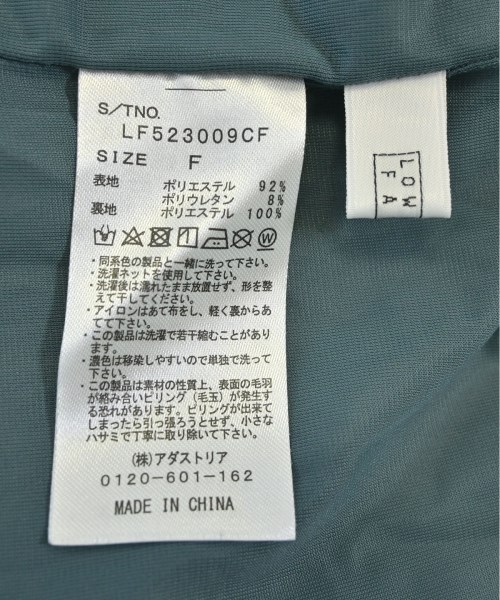 S/TNO.
LF523009CF
SIZE F
表地 ポリエステル 92%
ポリウレタン 8%
裏地 ポリエステル 100%
・同系色の製品と一緒に洗って下さい。
・洗濯ネットを使用して下さい。
・洗濯後は濡れたまま放置せず、形を整
えて干してください。
・アイロンはあて布をし、軽く裏からあ
てて下さい。
・この製品は洗濯で若干縮むことがあり
ます。
・濃色は移染しやすいので単独で洗って
下さい。
・この製品は素材の性質上、表面の毛羽
が絡み合いピリング（毛玉）が発生す
る恐れがあります。ピリングが出来て
しまったら引っ張ろうとせず、小さな
ハサミで丁寧に取り除いて下さい。
(株)アダストリア
0120-601-162
MADE IN CHINA
LOW
FA